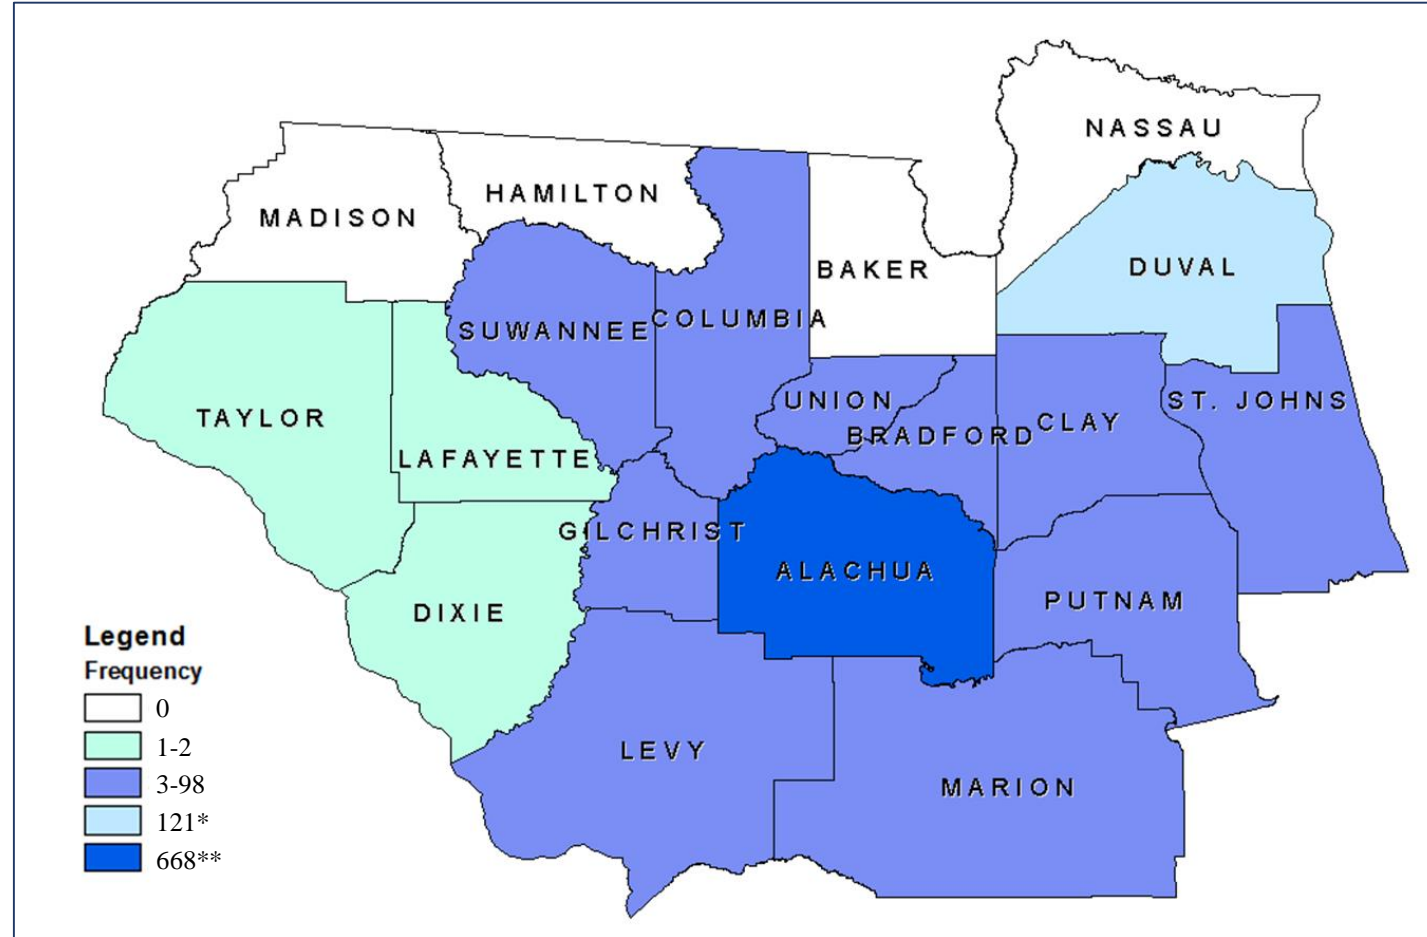 NASSAU
HAMILTON
MADISON
BAKER
DUVAL
SUWANNEE
COLUMBIA
UNION
ST. JOHNS
TAYLOR
BRADFORD
CLAY
LAFAYETTE
GILCHRIST
ALACHUA
DIXIE
PUTNAM
LEVY
MARION
Legend
Frequency
0
1-2
3-98
121*
668**